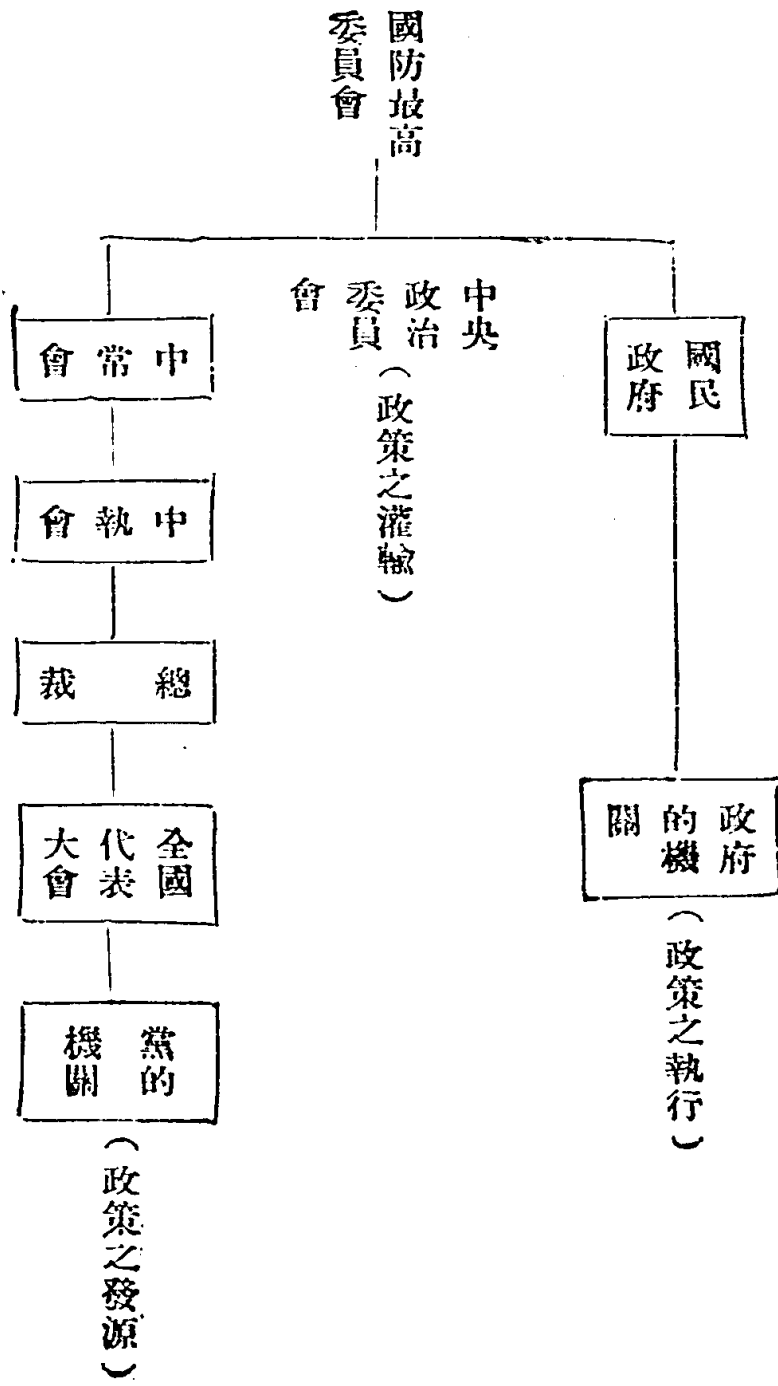 國防最高
委員會
國民
政府
政府
的機
關
（政策之執行）
中央
政治
委員
會
（政策之灌輸）
中常會
中執會
總裁
全國
代表
大會
黨的
機關
（政策之發源）